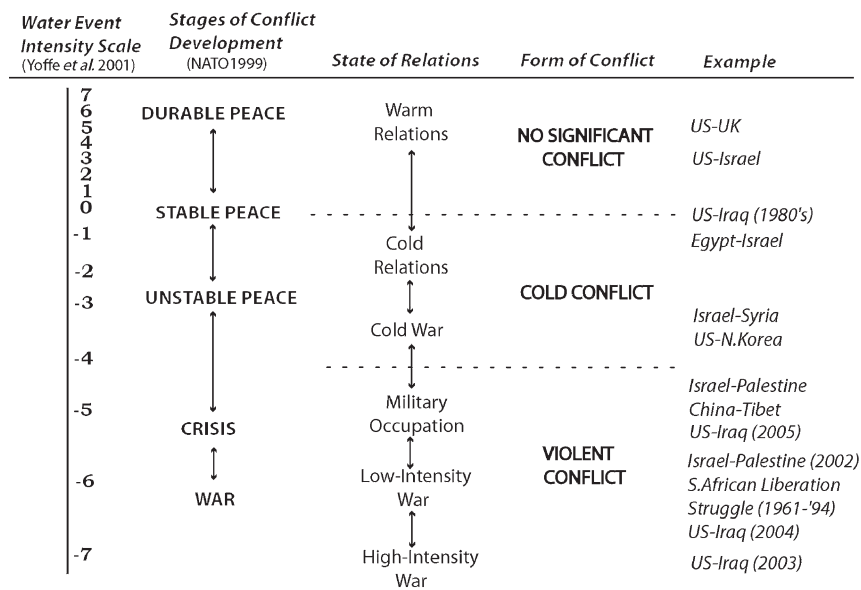 Water Event
Intensity Scale
(Yoffe et al. 2001)
Stages of Conflict
Development
(NATO1999)
State of Relations
Form of Conflict
Example
7
6
5
4
3
2
1
0
-1
-2
-3
-4
-5
-6
-7
DURABLE PEACE
STABLE PEACE
UNSTABLE PEACE
CRISIS
WAR
Warm
Relations
Cold
Relations
Cold War
Military
Occupation
Low-Intensity
War
High-Intensity
War
NO SIGNIFICANT
CONFLICT
COLD CONFLICT
VIOLENT
CONFLICT
US-UK
US-Israel
US-Iraq (1980's)
Egypt-Israel
Israel-Syria
US-N.Korea
Israel-Palestine
China-Tibet
US-Iraq (2005)
Israel-Palestine (2002)
S.African Liberation
Struggle (1961-'94)
US-Iraq (2004)
US-Iraq (2003)